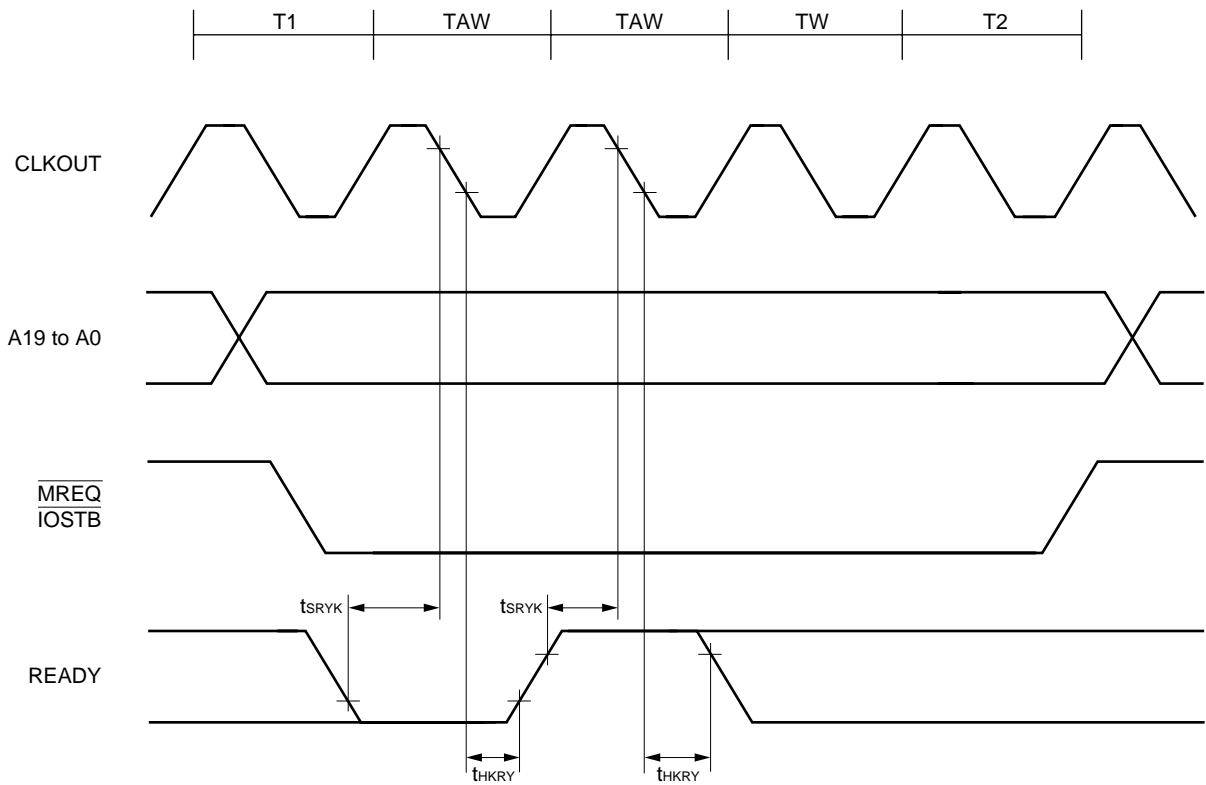 T1 TAW TAW TW T2
CLKOUT
A19 to A0
MREQ
IOSTB
tSRYK tSRYK
READY
tHKRY tHKRY